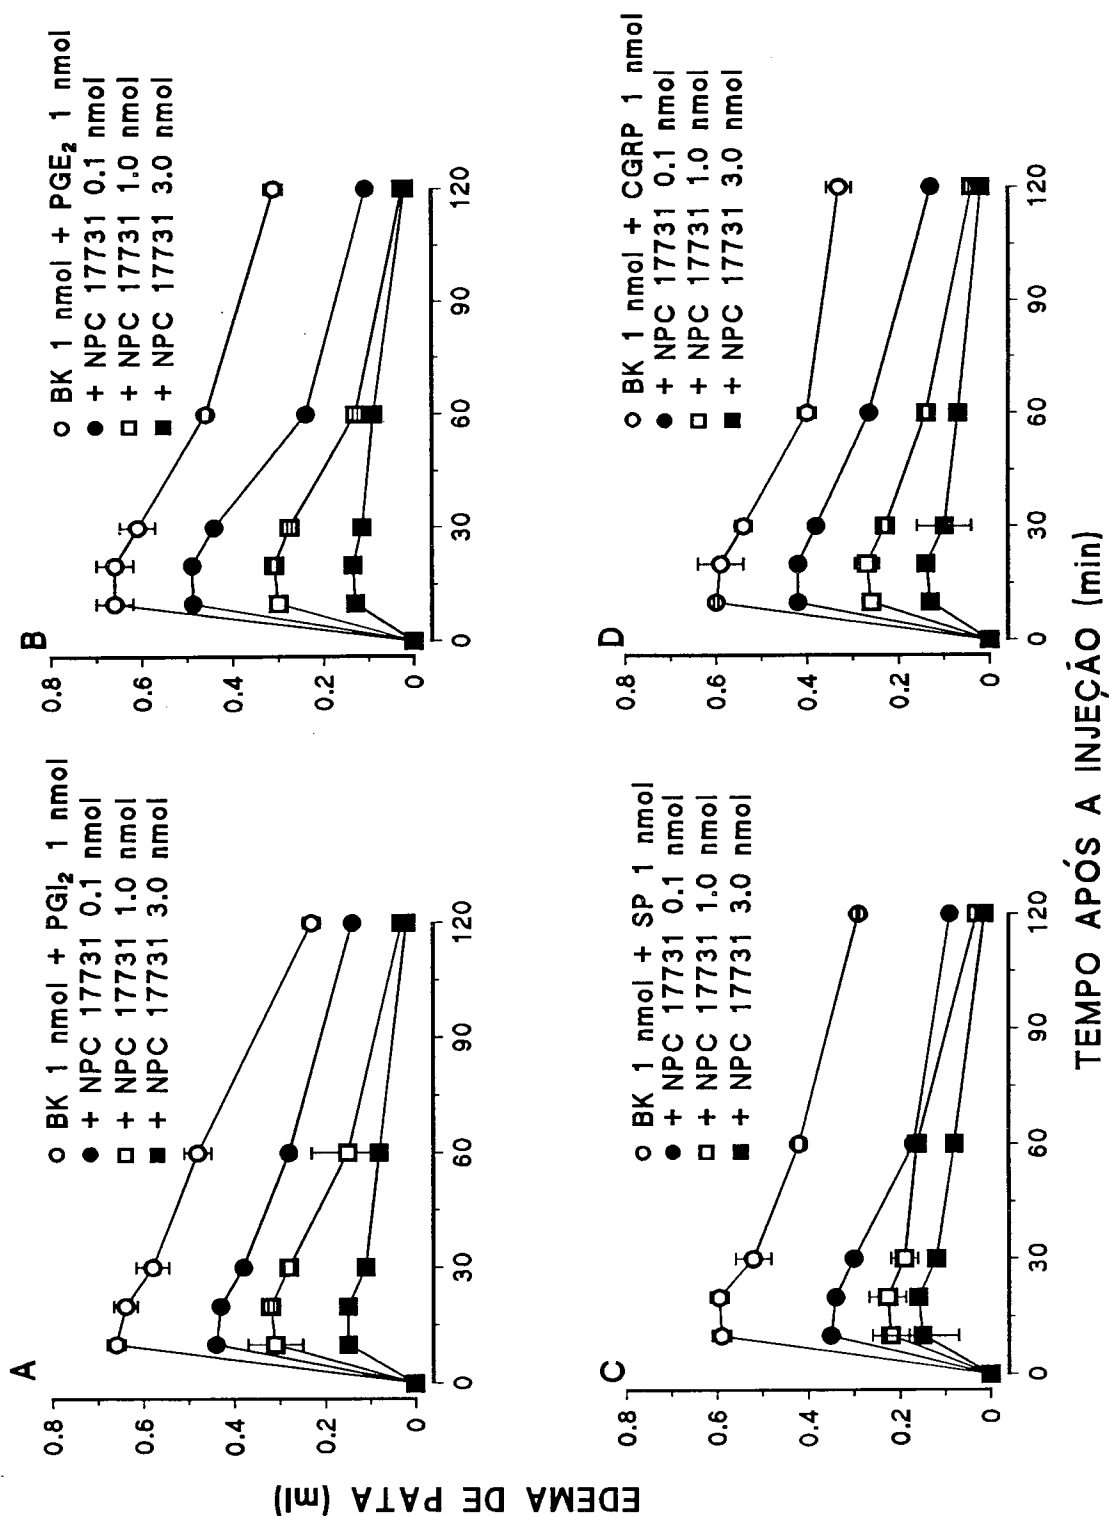 A
BK 1 nmol + PGI₂ 1 nmol
+ NPC 17731 0.1 nmol
+ NPC 17731 1.0 nmol
+ NPC 17731 3.0 nmol
0.8
0.6
0.4
0.2
0
0 30 60 90 120
B
BK 1 nmol + PGE₂ 1 nmol
+ NPC 17731 0.1 nmol
+ NPC 17731 1.0 nmol
+ NPC 17731 3.0 nmol
0.8
0.6
0.4
0.2
0
0 30 60 90 120
C
BK 1 nmol + SP 1 nmol
+ NPC 17731 0.1 nmol
+ NPC 17731 1.0 nmol
+ NPC 17731 3.0 nmol
0.8
0.6
0.4
0.2
0
0 30 60 90 120
D
BK 1 nmol + CGRP 1 nmol
+ NPC 17731 0.1 nmol
+ NPC 17731 1.0 nmol
+ NPC 17731 3.0 nmol
0.8
0.6
0.4
0.2
0
0 30 60 90 120
EDEMA DE PATA (ml)
TEMPO APÓS A INJEÇÃO (min)